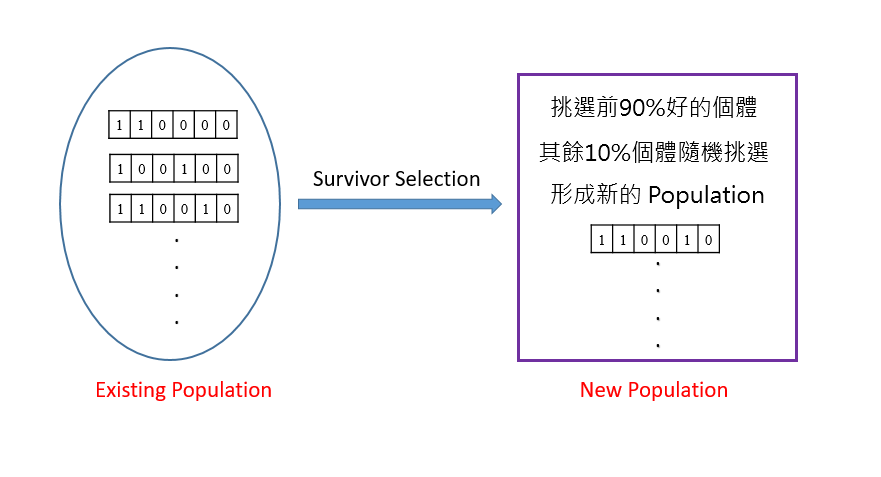 1 1 0 0 0 0
1 0 0 1 0 0
1 1 0 0 1 0
Existing Population
Survivor Selection
挑選前90%好的個體
其餘10%個體隨機挑選
形成新的 Population
1 1 0 0 1 0
New Population